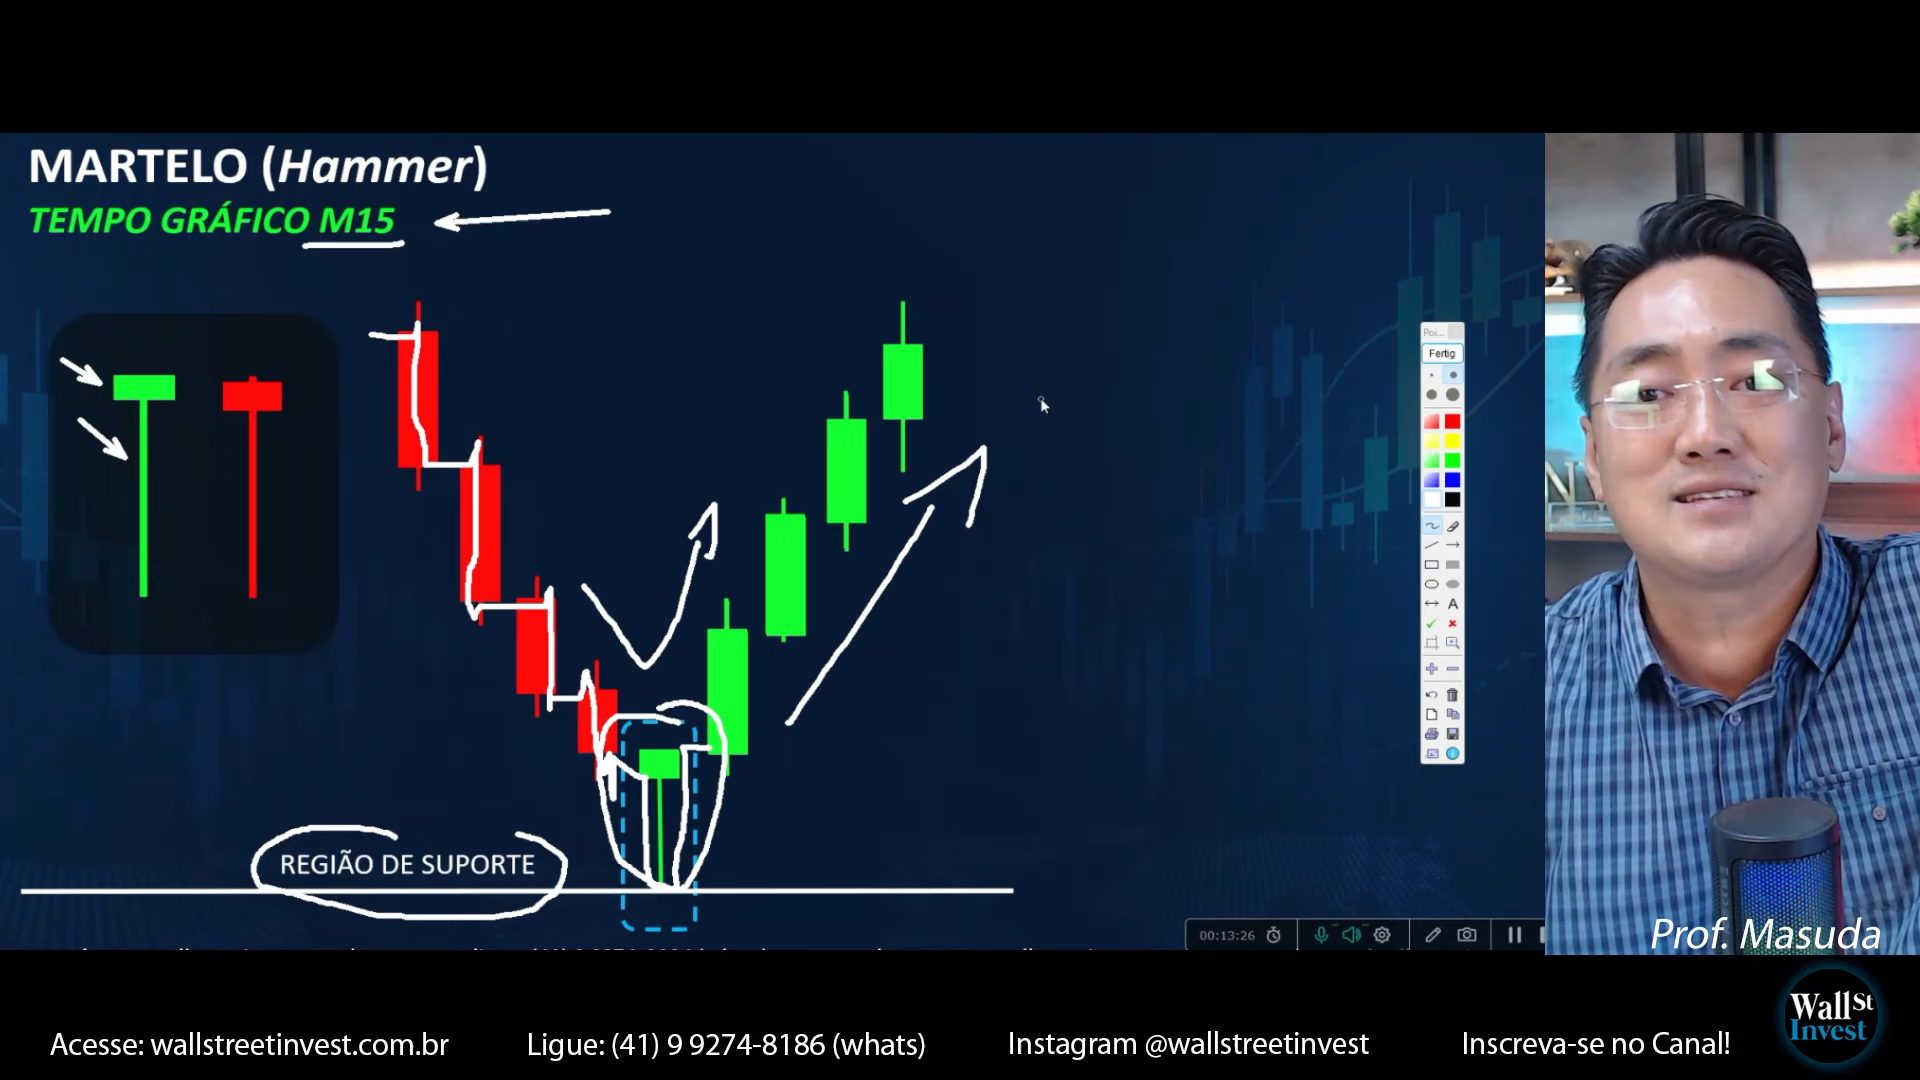 MARTELO (Hammer)
TEMPO GRÁFICO M15
Poi...
Fertig
A
REGIÃO DE SUPORTE
00:13:26
Prof. Masuda
Wall St
Invest
Acesse: wallstreetinvest.com.br
Ligue: (41) 9 9274-8186 (whats)
Instagram @wallstreetinvest
Inscreva-se no Canal!